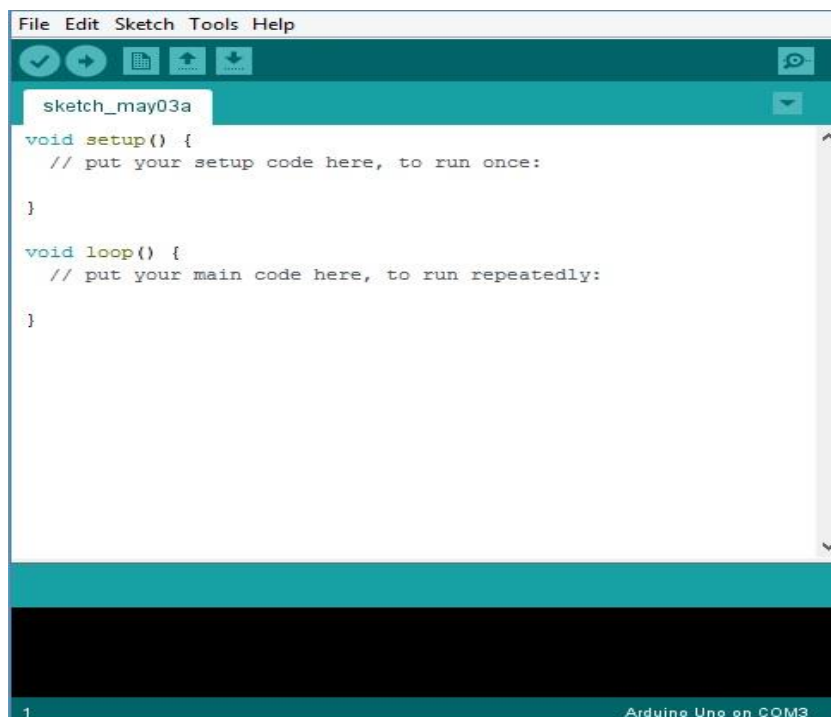 File Edit Sketch Tools Help
sketch_may03a
void setup() {
  // put your setup code here, to run once:
}
void loop() {
  // put your main code here, to run repeatedly:
}
1
Arduino Uno on COM3